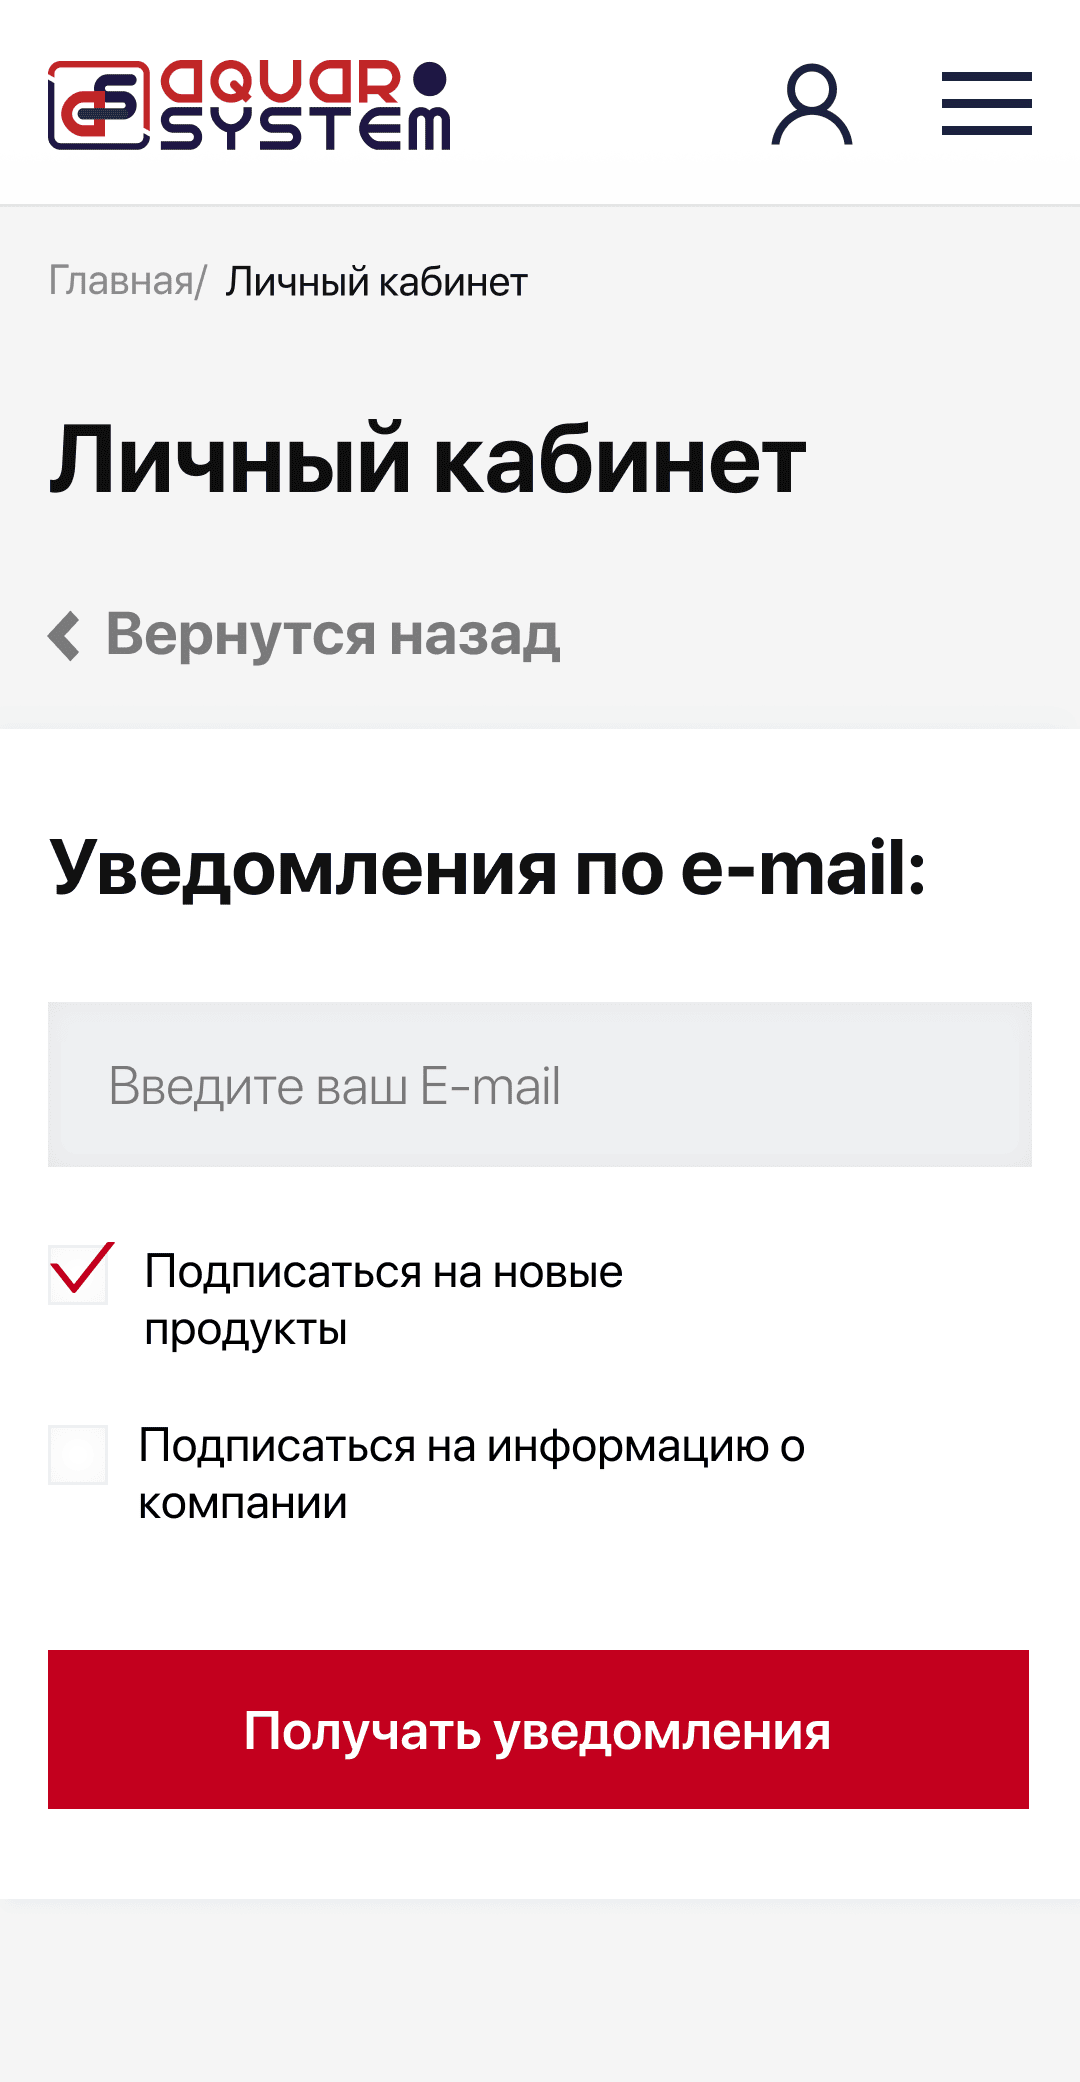 AQUAR
SYSTEM
Главная/ Личный кабинет
Личный кабинет
Вернутся назад
Уведомления по e-mail:
Введите ваш E-mail
Подписаться на новые
продукты
Подписаться на информацию о
компании
Получать уведомления